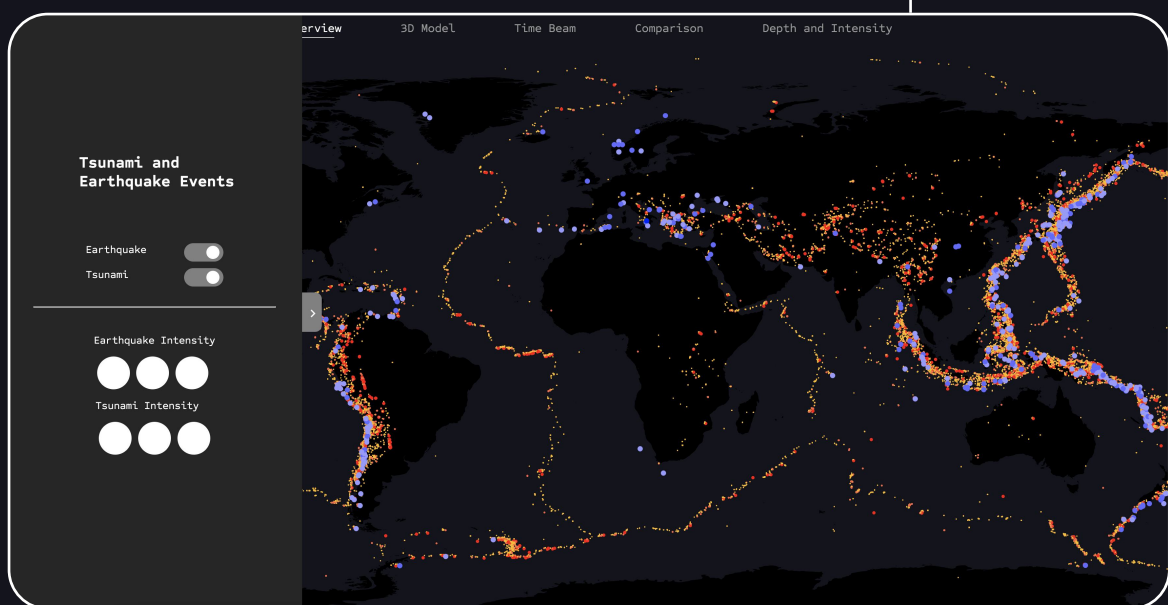 erview
3D Model
Time Beam
Comparison
Depth and Intensity
Tsunami and
Earthquake Events
Earthquake
Tsunami
Earthquake Intensity
Tsunami Intensity